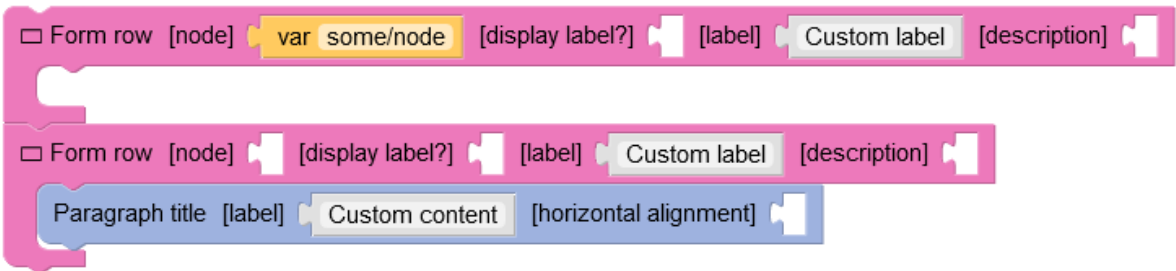 Form row [node] var some/node [display label?] [label] Custom label [description]
Form row [node] [display label?] [label] Custom label [description]
Paragraph title [label] Custom content [horizontal alignment]